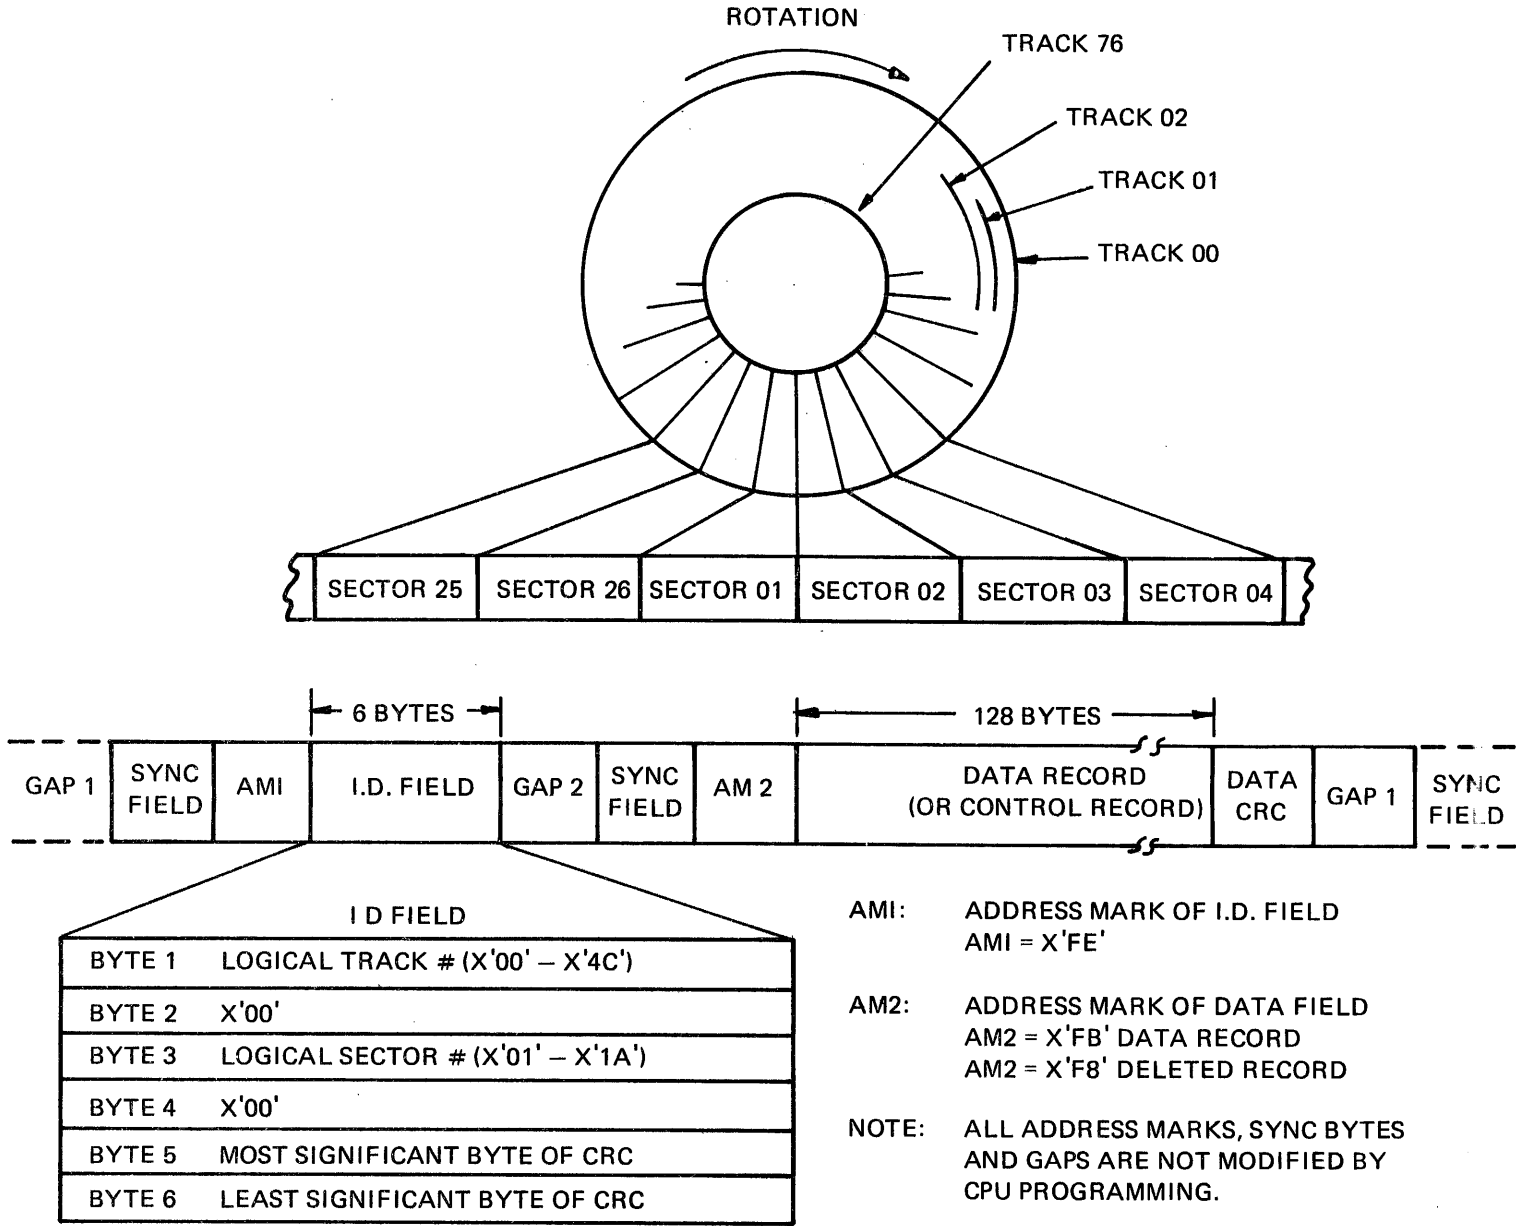 ROTATION
TRACK 76
TRACK 02
TRACK 01
TRACK 00
SECTOR 25 SECTOR 26 SECTOR 01 SECTOR 02 SECTOR 03 SECTOR 04
6 BYTES
128 BYTES
GAP 1
SYNC
FIELD
AMI
I.D. FIELD
GAP 2
SYNC
FIELD
AM 2
DATA RECORD
(OR CONTROL RECORD)
DATA
CRC
GAP 1
SYNC
FIELD
I D FIELD
BYTE 1 LOGICAL TRACK # (X'00' – X'4C')
BYTE 2 X'00'
BYTE 3 LOGICAL SECTOR # (X'01' – X'1A')
BYTE 4 X'00'
BYTE 5 MOST SIGNIFICANT BYTE OF CRC
BYTE 6 LEAST SIGNIFICANT BYTE OF CRC
AMI: ADDRESS MARK OF I.D. FIELD
AMI = X'FE'
AM2: ADDRESS MARK OF DATA FIELD
AM2 = X'FB' DATA RECORD
AM2 = X'F8' DELETED RECORD
NOTE: ALL ADDRESS MARKS, SYNC BYTES
AND GAPS ARE NOT MODIFIED BY
CPU PROGRAMMING.